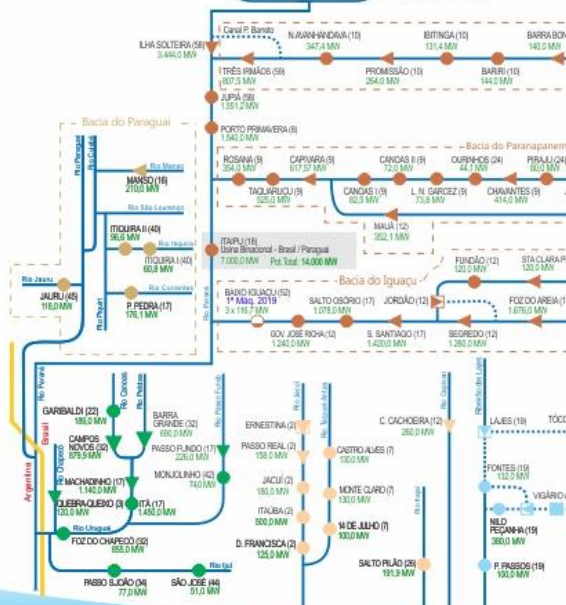 Canal P. Barreto
N.AVANHANDAVA (10)
347,4 MW
IBITINGA (10)
131,4 MW
BARRA BON
140,0 MW
ILHA SOLTEIRA (58)
3.444,0 MW
TRÊS IRMÃOS (59)
807,5 MW
PROMISSÃO (10)
264,0 MW
BARIRI (10)
144,0 MW
JUPIÁ (58)
1.551,2 MW
PORTO PRIMAVERA (8)
1.540,0 MW
Bacia do Paraguai
Rio Paraguai
Rio Cuiabá
Rio Manso
MANSO (16)
210,0 MW
Rio São Lourenço
ITIQUIRA II (40)
96,6 MW
Rio Itiquira
ITIQUIRA I (40)
60,8 MW
Rio Jauru
JAURU (45)
118,0 MW
Rio Correntes
P. PEDRA (17)
176,1 MW
Rio Piquiri
Bacia do Paranapanem
ROSANA (9)
354,0 MW
CAPIVARA (9)
617,57 MW
CANOAS II (9)
72,0 MW
OURINHOS (24)
44,1 MW
PIRAJU (24)
80,0 MW
TAQUARUÇU (9)
525,0 MW
CANOAS I (9)
82,5 MW
L. N. GARCEZ (9)
73,8 MW
CHAVANTES (9)
414,0 MW
MAUÁ (12)
352,1 MW
ITAIPU (18)
Usina Binacional - Brasil / Paraguai
7.000,0 MW Pot. Total: 14.000 MW
Rio Paraná
Bacia do Iguaçu
FUNDÃO (12)
120,0 MW
STA CLARA P
120,0 MW
BAIXO IGUAÇU (52)
1ª Máq. 2019
3 x 116,7 MW
SALTO OSÓRIO (17)
1.078,0 MW
JORDÃO (12)
FOZ DO AREIA (1
1.676,0 MW
GOV. JOSÉ RICHA (12)
1.240,0 MW
S. SANTIAGO (17)
1.420,0 MW
SEGREDO (12)
1.260,0 MW
Rio Paraná
Argentina
Brasil
Rio Chapecó
Rio Canoas
Rio Pelotas
Rio Passo Fundo
GARIBALDI (22)
189,0 MW
BARRA
GRANDE (32)
690,0 MW
CAMPOS
NOVOS (32)
879,9 MW
PASSO FUNDO (17)
226,0 MW
MACHADINHO (17)
1.140,0 MW
MONJOLINHO (42)
74,0 MW
QUEBRA-QUEIXO (3)
120,0 MW
ITÁ (17)
1.450,0 MW
Rio Uruguai
FOZ DO CHAPECÓ (32)
855,0 MW
Rio Ijuí
PASSO S.JOÃO (34)
77,0 MW
SÃO JOSÉ (44)
51,0 MW
Rio Jacuí
Rio Taquari-Antas
ERNESTINA (2)
PASSO REAL (2)
158,0 MW
CASTRO ALVES (7)
130,0 MW
JACUÍ (2)
180,0 MW
MONTE CLARO (7)
130,0 MW
ITAÚBA (2)
500,0 MW
14 DE JULHO (7)
100,0 MW
D. FRANCISCA (2)
125,0 MW
Rio Capivari
C. CACHOEIRA (12)
260,0 MW
Rio Itajaí
SALTO PILÃO (26)
191,9 MW
Ribeirão das Lajes
LAJES (19)
TÓCO
FONTES (19)
132,0 MW
VIGÁRIO (
NILO
PEÇANHA (19)
380,0 MW
P. PASSOS (19)
100,0 MW